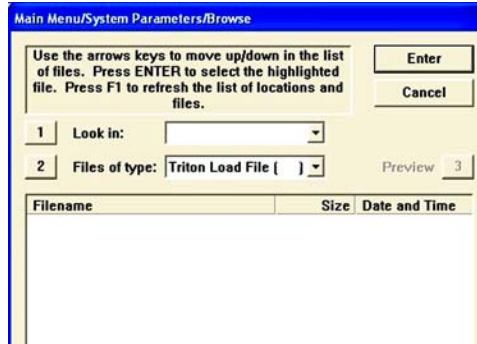 Main Menu/System Parameters/Browse
Use the arrows keys to move up/down in the list
of files. Press ENTER to select the highlighted
file. Press F1 to refresh the list of locations and
files.
Enter
Cancel
1 Look in:
2 Files of type: Triton Load File ( )
Preview 3
Filename Size Date and Time